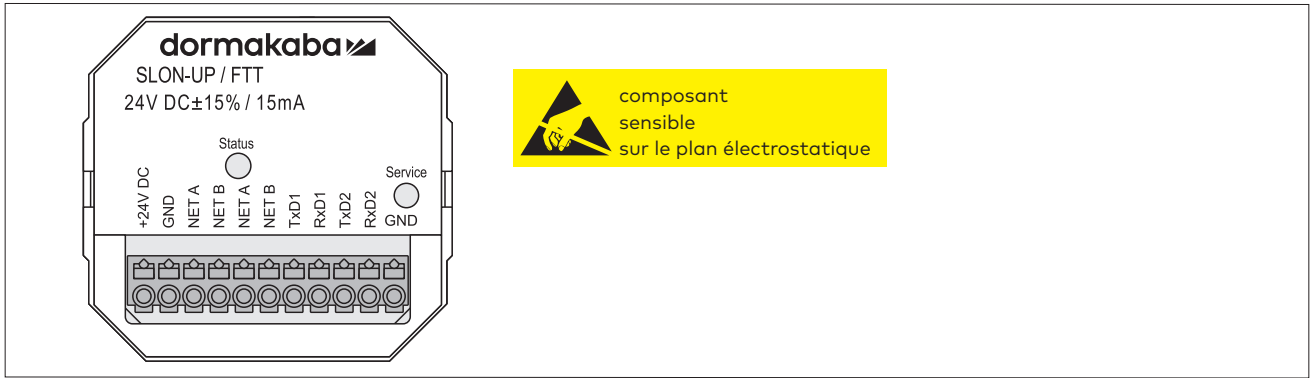 dormakaba
SLON-UP / FTT
24V DC±15% / 15mA
Status
Service
+24V DC
GND
NET A
NET B
NET A
NET B
TxD1
RxD1
TxD2
RxD2
GND
composant
sensible
sur le plan électrostatique